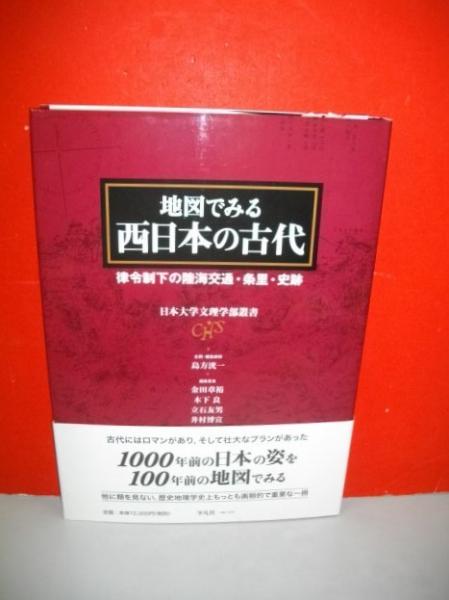 地図でみる
西日本の古代
律令制下の陸海交通・条里・史跡
日本大学文理学部叢書
CHS
島方洸一
金田章裕
木下良
立石友男
井村博宣
古代にはロマンがあり、そして壮大なプランがあった
1000年前の日本の姿を
100年前の地図でみる
他に類を見ない、歴史地理学史上もっとも画期的で重要な一冊
平凡社